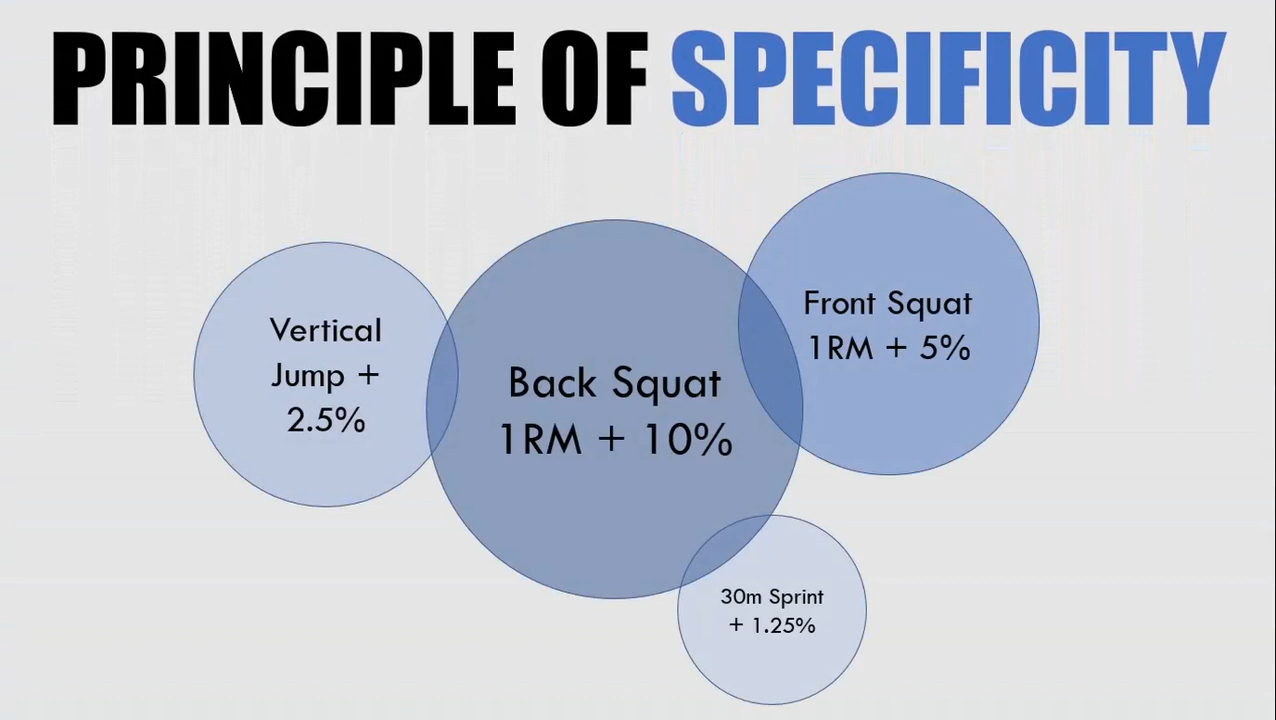 PRINCIPLE OF SPECIFICITY
Vertical
Jump +
2.5%
Back Squat
1RM + 10%
Front Squat
1RM + 5%
30m Sprint
+ 1.25%